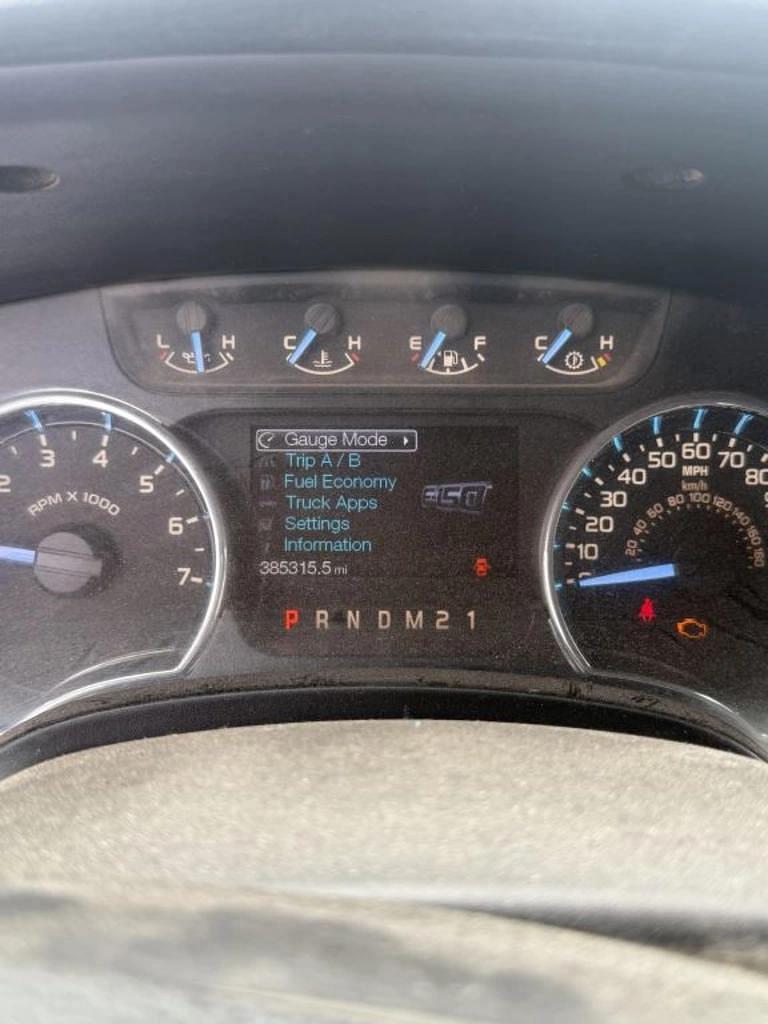 L H C H E F C H
2 3 4 5 6 7
RPM X 1000
Gauge Mode
Trip A / B
Fuel Economy
Truck Apps
Settings
Information
385315.5 mi
P R N D M 2 1
10 20 30 40 50 60 70 80
MPH
km/h
20 40 60 80 100 120 140 160 180